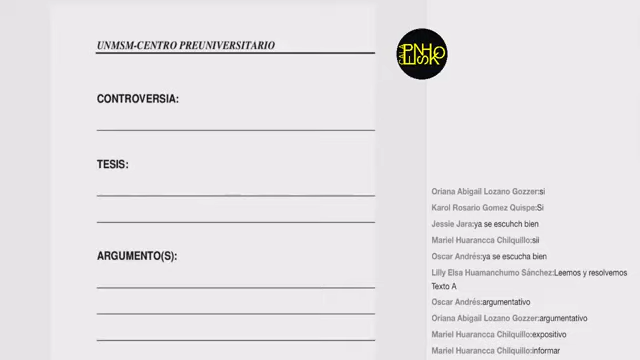 UNMSM-CENTRO PREUNIVERSITARIO
CONTROVERSIA:
TESIS:
ARGUMENTO(S):
Oriana Abigail Lozano Gozzer:si
Karol Rosario Gomez Quispe:Si
Jessie Jara:ya se escuhch bien
Mariel Huarancca Chilquillo:sii
Oscar Andrés:ya se escucha bien
Lilly Elsa Huamanchumo Sánchez:Leemos y resolvemos
Texto A
Oscar Andrés:argumentativo
Oriana Abigail Lozano Gozzer:argumentativo
Mariel Huarancca Chilquillo:expositivo
Mariel Huarancca Chilquillo:informar